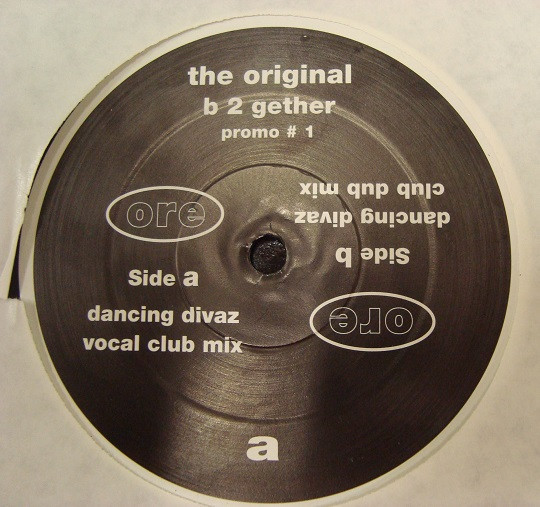 the original
b 2 gether
promo # 1
ore
Side a
dancing divaz
vocal club mix
ore
Side b
dancing divaz
club dub mix
a